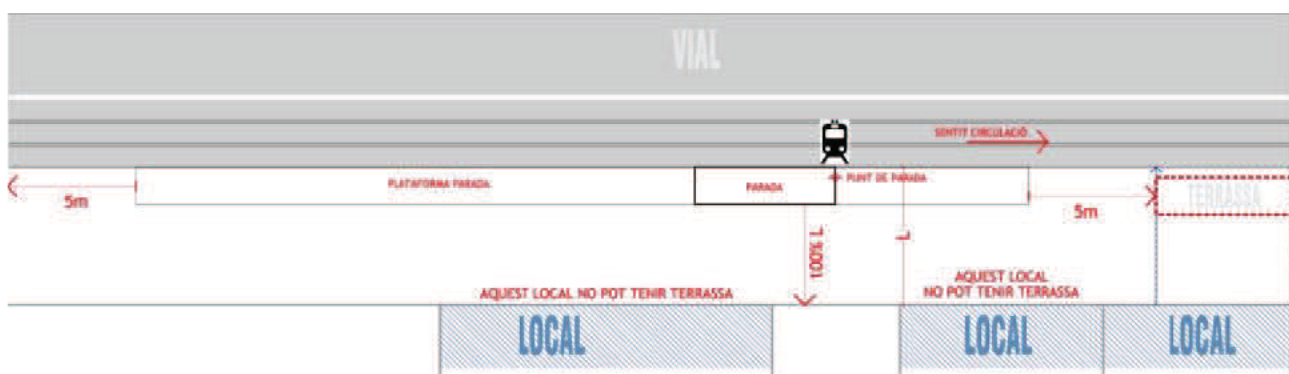 VIAL
SENTIT CIRCULACIÓ
PLATAFORMA PARADA
PARADA
PUNT DE PARADA
TERRASSA
5m
5m
100% L
L
AQUEST LOCAL NO POT TENIR TERRASSA
AQUEST LOCAL
NO POT TENIR TERRASSA
LOCAL
LOCAL
LOCAL